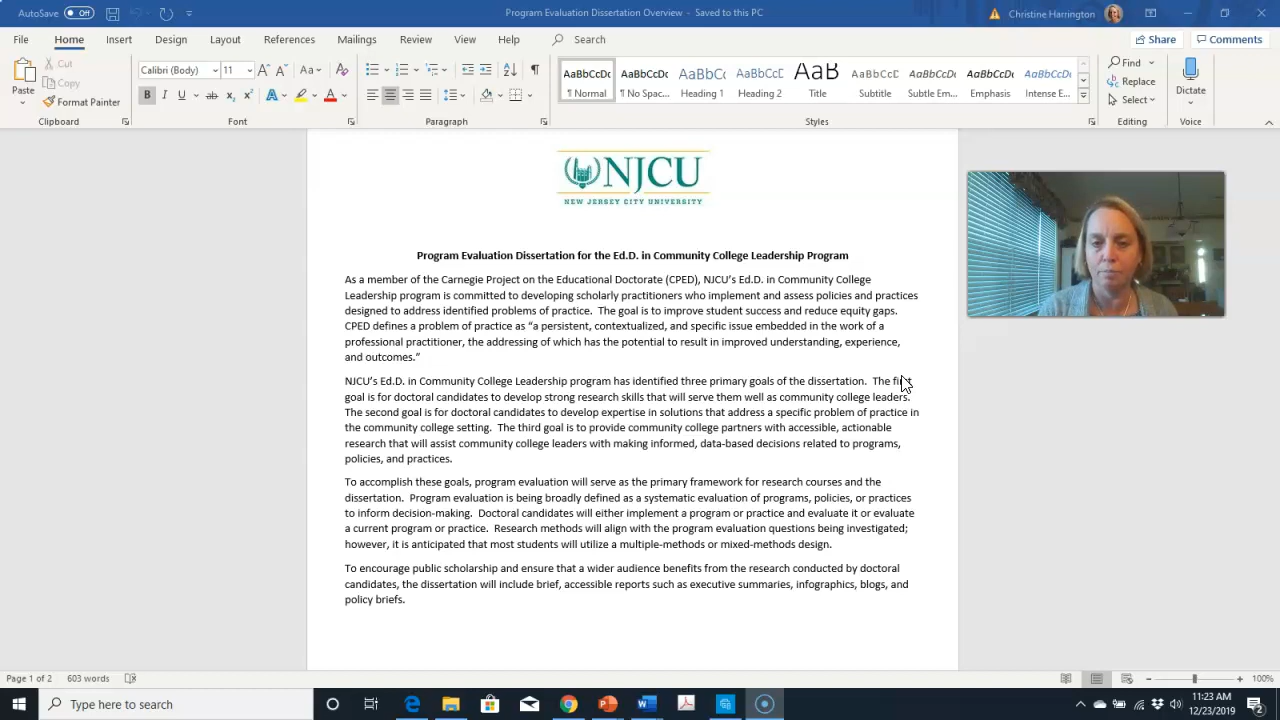 AutoSave Off Program Evaluation Dissertation Overview - Saved to this PC Christine Harrington
File Home Insert Design Layout References Mailings Review View Help Search Share Comments
Paste Cut Copy Format Painter
Clipboard
Calibri (Body) 11 Aa
B I U ab x₂ x² A A
Font
Paragraph
AaBbCcDc AaBbCcDc AaBbCc AaBbCcC AaB AaBbCcC AaBbCcDc AaBbCcDc AaBbCcDc
¶ Normal ¶ No Spac... Heading 1 Heading 2 Title Subtitle Subtle Em... Emphasis Intense E...
Styles
Find
Replace
Select
Editing
Dictate
Voice
NJCU
NEW JERSEY CITY UNIVERSITY
Program Evaluation Dissertation for the Ed.D. in Community College Leadership Program
As a member of the Carnegie Project on the Educational Doctorate (CPED), NJCU's Ed.D. in Community College
Leadership program is committed to developing scholarly practitioners who implement and assess policies and practices
designed to address identified problems of practice. The goal is to improve student success and reduce equity gaps.
CPED defines a problem of practice as “a persistent, contextualized, and specific issue embedded in the work of a
professional practitioner, the addressing of which has the potential to result in improved understanding, experience,
and outcomes.”
NJCU's Ed.D. in Community College Leadership program has identified three primary goals of the dissertation. The first
goal is for doctoral candidates to develop strong research skills that will serve them well as community college leaders.
The second goal is for doctoral candidates to develop expertise in solutions that address a specific problem of practice in
the community college setting. The third goal is to provide community college partners with accessible, actionable
research that will assist community college leaders with making informed, data-based decisions related to programs,
policies, and practices.
To accomplish these goals, program evaluation will serve as the primary framework for research courses and the
dissertation. Program evaluation is being broadly defined as a systematic evaluation of programs, policies, or practices
to inform decision-making. Doctoral candidates will either implement a program or practice and evaluate it or evaluate
a current program or practice. Research methods will align with the program evaluation questions being investigated;
however, it is anticipated that most students will utilize a multiple-methods or mixed-methods design.
To encourage public scholarship and ensure that a wider audience benefits from the research conducted by doctoral
candidates, the dissertation will include brief, accessible reports such as executive summaries, infographics, blogs, and
policy briefs.
Page 1 of 2 603 words 100%
Type here to search
11:23 AM
12/23/2019
2